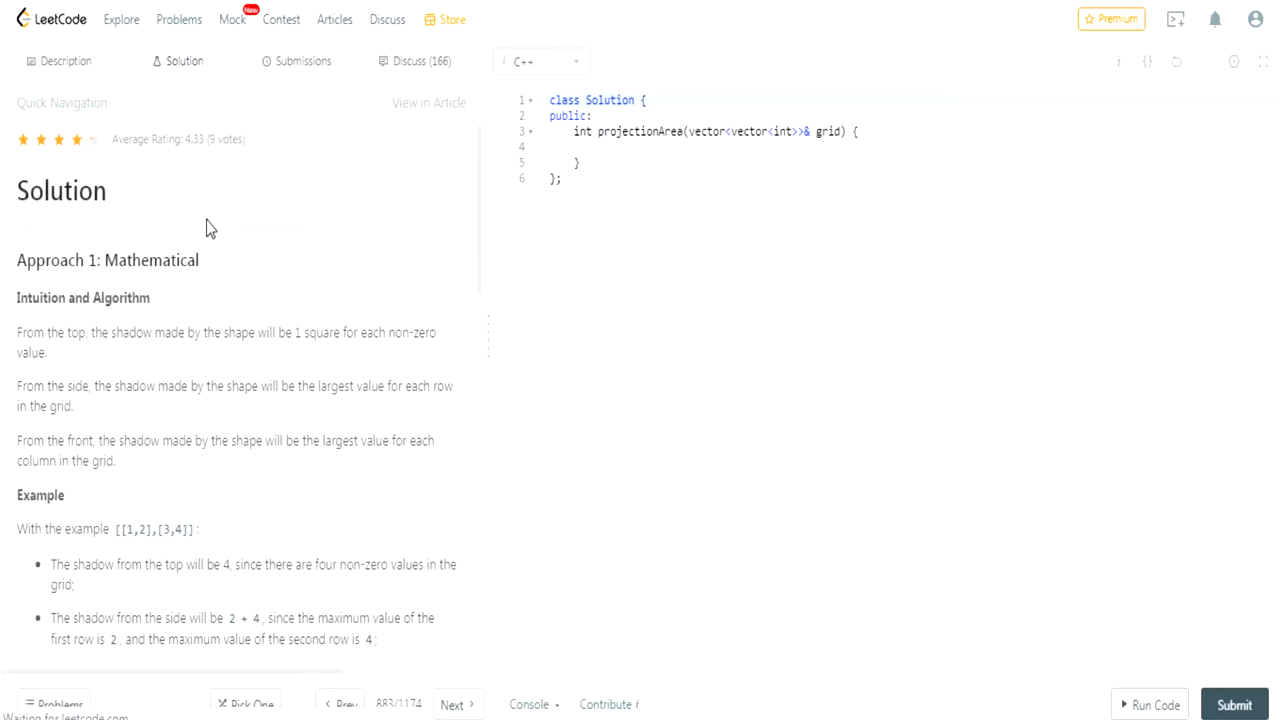 LeetCode Explore Problems Mock New Contest Articles Discuss Store Premium
Description Solution Submissions Discuss (166) i C++ i {}
Quick Navigation View in Article
Average Rating: 4.33 (9 votes)
Solution
Approach 1: Mathematical
Intuition and Algorithm
From the top, the shadow made by the shape will be 1 square for each non-zero
value.
From the side, the shadow made by the shape will be the largest value for each row
in the grid.
From the front, the shadow made by the shape will be the largest value for each
column in the grid.
Example
With the example [[1,2],[3,4]]:
• The shadow from the top will be 4, since there are four non-zero values in the
grid;
• The shadow from the side will be 2 + 4, since the maximum value of the
first row is 2, and the maximum value of the second row is 4;
1 class Solution {
2 public:
3 int projectionArea(vector<vector<int>>& grid) {
4
5 }
6 };
Problems Pick One Prev 883/1174 Next Console Contribute i Run Code Submit
Waiting for leetcode.com